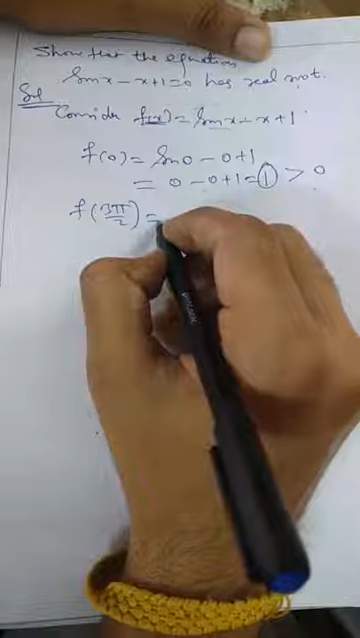 Show that the equation
Sin x - x + 1 = 0 has real root.
Sol
Consider f(x) = Sin x - x + 1
f(0) = Sin 0 - 0 + 1
= 0 - 0 + 1 = 1 > 0
f(3π/2) =